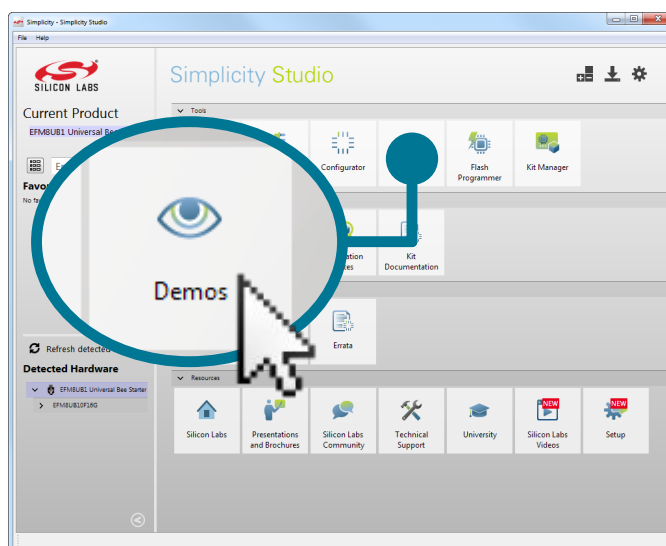 Simplicity - Simplicity Studio
File Help
SILICON LABS
Simplicity Studio
Current Product
EFM8UB1 Universal Bee
Tools
Configurator
Flash
Programmer
Kit Manager
Demos
Kit
Documentation
Errata
Refresh detected
Detected Hardware
EFM8UB1 Universal Bee Starter
EFM8UB10F16G
Resources
Silicon Labs
Presentations
and Brochures
Silicon Labs
Community
Technical
Support
University
NEW
Silicon Labs
Videos
NEW
Setup